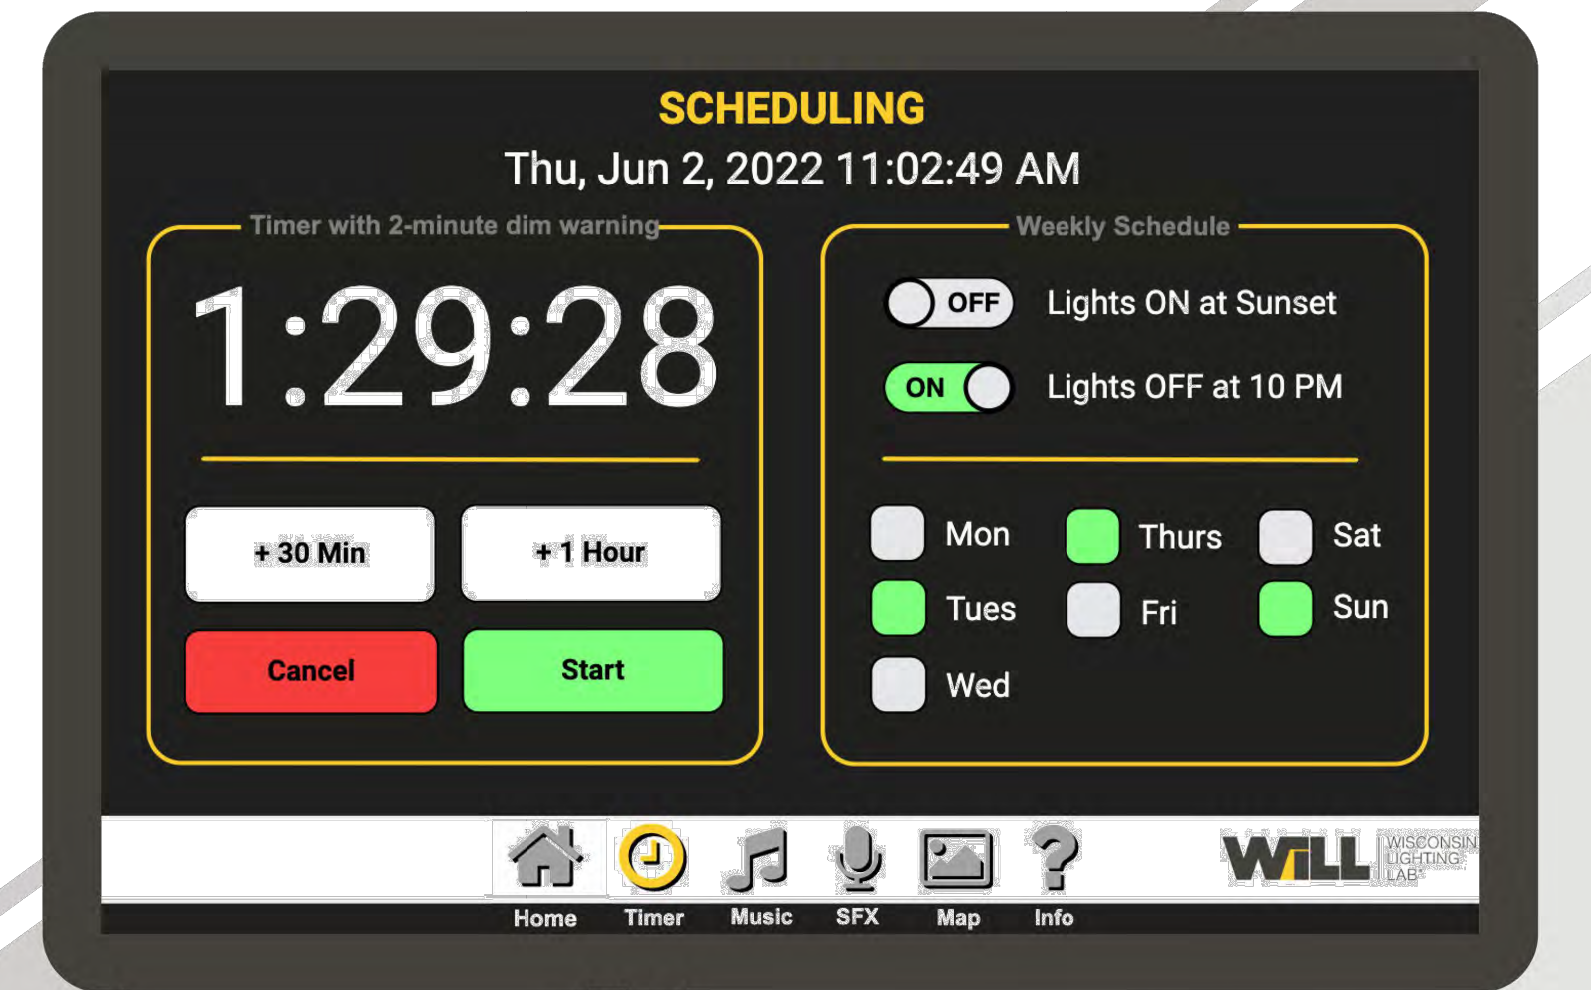 SCHEDULING
Thu, Jun 2, 2022 11:02:49 AM
Timer with 2-minute dim warning
1:29:28
+ 30 Min
+ 1 Hour
Cancel
Start
Weekly Schedule
OFF Lights ON at Sunset
ON Lights OFF at 10 PM
Mon Thurs Sat
Tues Fri Sun
Wed
Home Timer Music SFX Map Info
WiLL WISCONSIN
LIGHTING
LAB